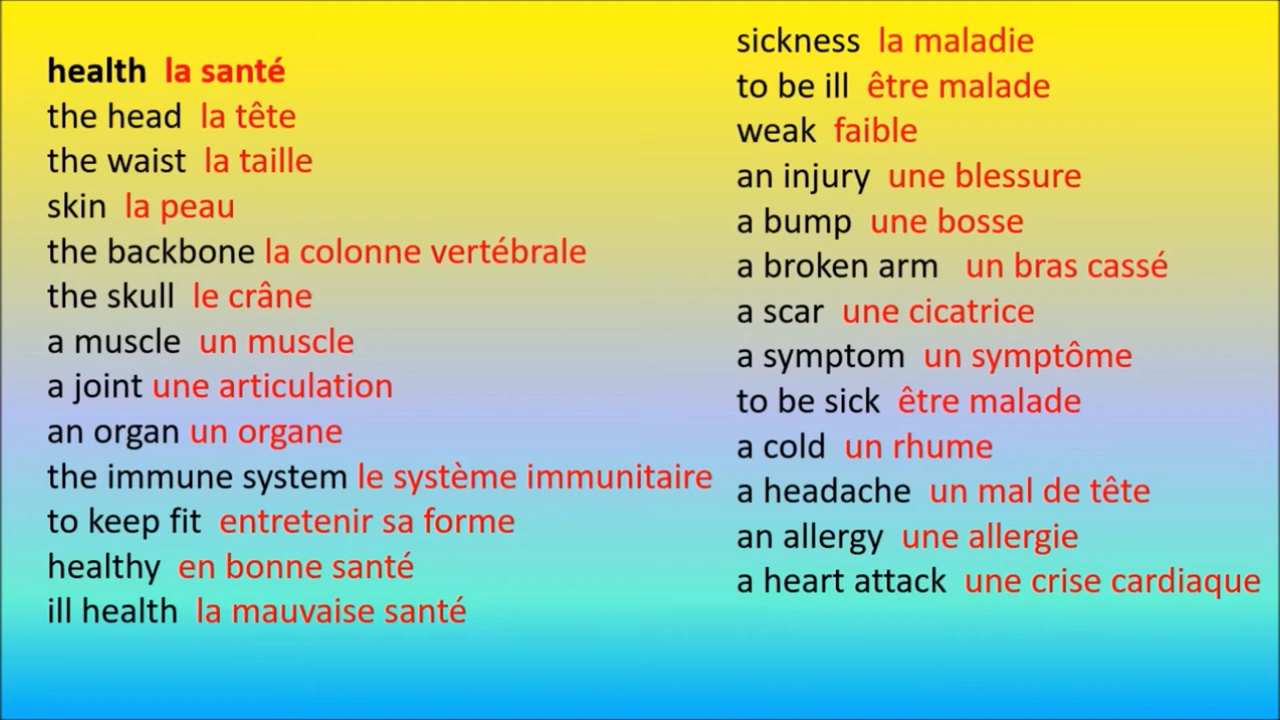 health la santé
the head la tête
the waist la taille
skin la peau
the backbone la colonne vertébrale
the skull le crâne
a muscle un muscle
a joint une articulation
an organ un organe
the immune system le système immunitaire
to keep fit entretenir sa forme
healthy en bonne santé
ill health la mauvaise santé
sickness la maladie
to be ill être malade
weak faible
an injury une blessure
a bump une bosse
a broken arm un bras cassé
a scar une cicatrice
a symptom un symptôme
to be sick être malade
a cold un rhume
a headache un mal de tête
an allergy une allergie
a heart attack une crise cardiaque